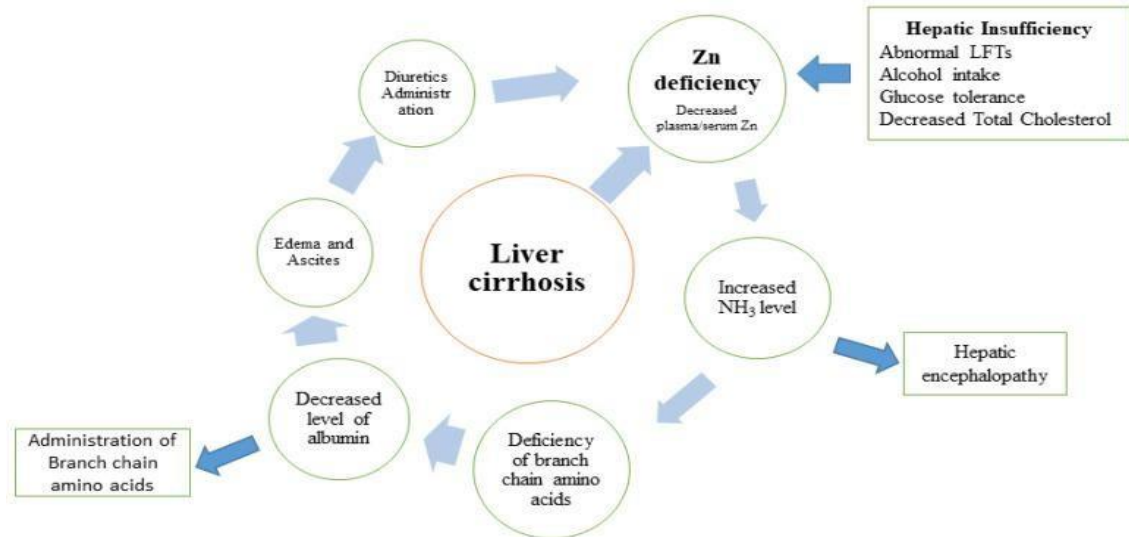 Hepatic Insufficiency
Abnormal LFTs
Alcohol intake
Glucose tolerance
Decreased Total Cholesterol
Zn
deficiency
Decreased
plasma/serum Zn
Diuretics
Administr
ation
Edema and
Ascites
Liver
cirrhosis
Increased
NH₃ level
Hepatic
encephalopathy
Decreased
level of
albumin
Deficiency
of branch
chain amino
acids
Administration of
Branch chain
amino acids